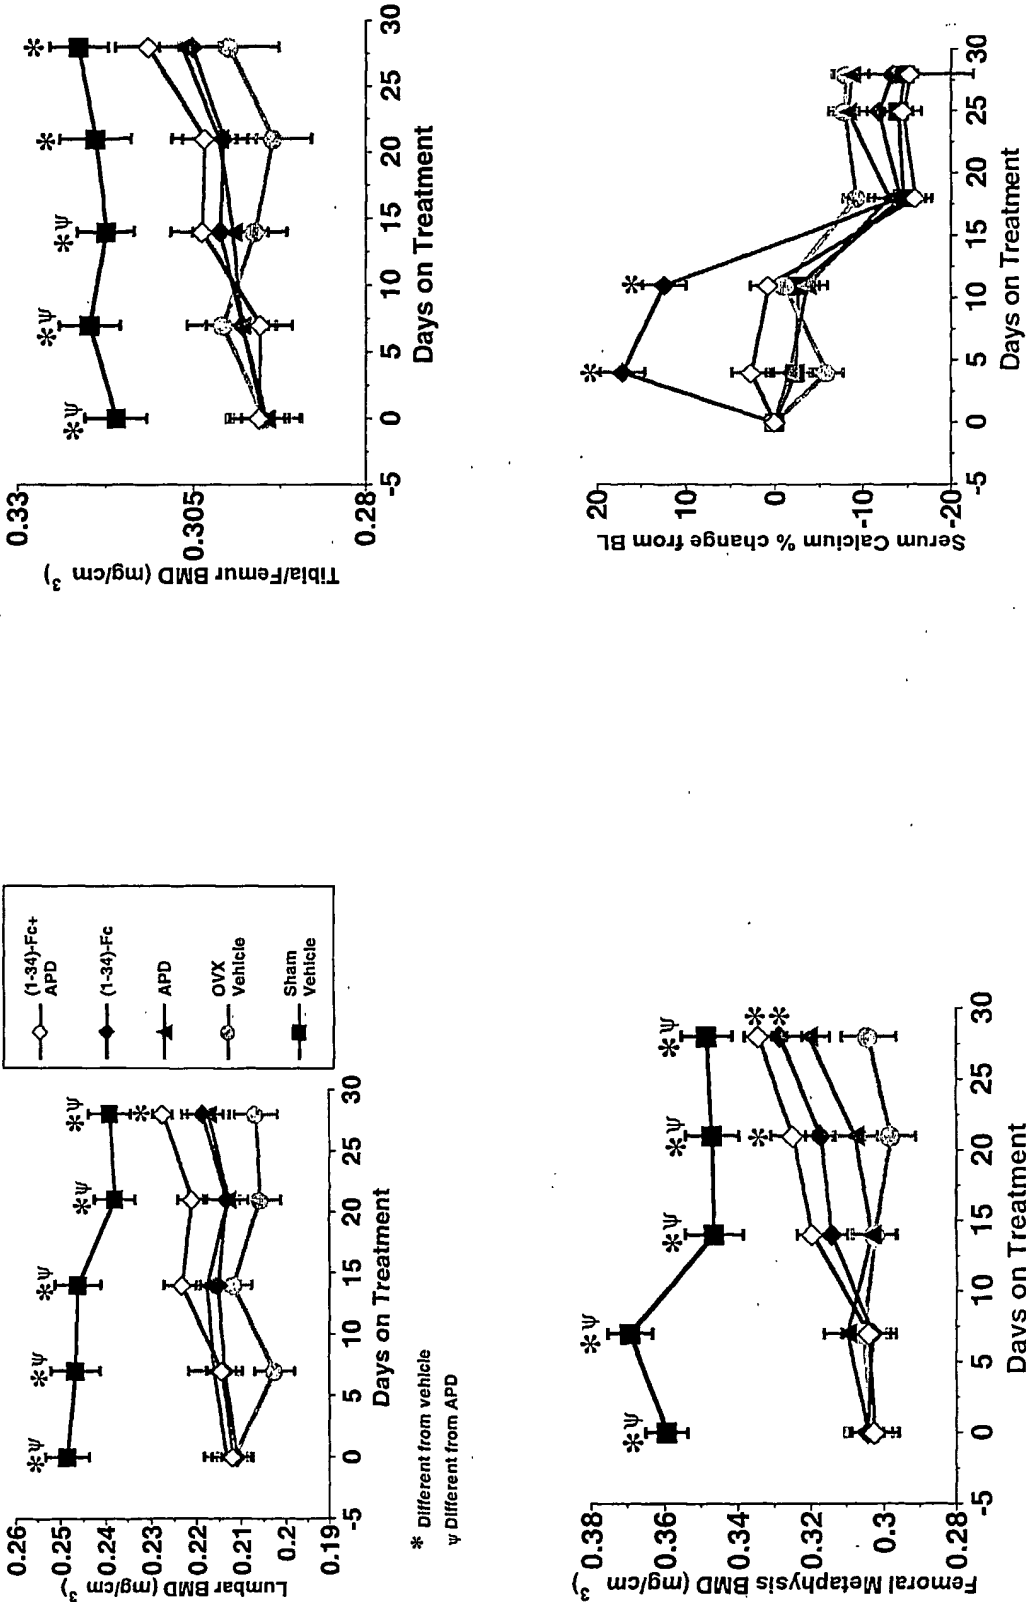 0.33
0.305
0.28
Tibia/Femur BMD (mg/cm³)
* ψ
* ψ
* ψ
*
*
-5 0 5 10 15 20 25 30
Days on Treatment
20
10
0
-10
-20
Serum Calcium % change from BL
*
*
-5 0 5 10 15 20 25 30
Days on Treatment
(1-34)-Fc+
APD
(1-34)-Fc
APD
OVX
Vehicle
Sham
Vehicle
0.26
0.25
0.24
0.23
0.22
0.21
0.2
0.19
Lumbar BMD (mg/cm³)
*ψ
*ψ
*ψ
*ψ
*ψ
*
-5 0 5 10 15 20 25 30
Days on Treatment
* Different from vehicle
ψ Different from APD
0.38
0.36
0.34
0.32
0.3
0.28
Femoral Metaphysis BMD (mg/cm³)
*ψ
*ψ
*ψ
*ψ
*ψ
*
*
*
-5 0 5 10 15 20 25 30
Days on Treatment